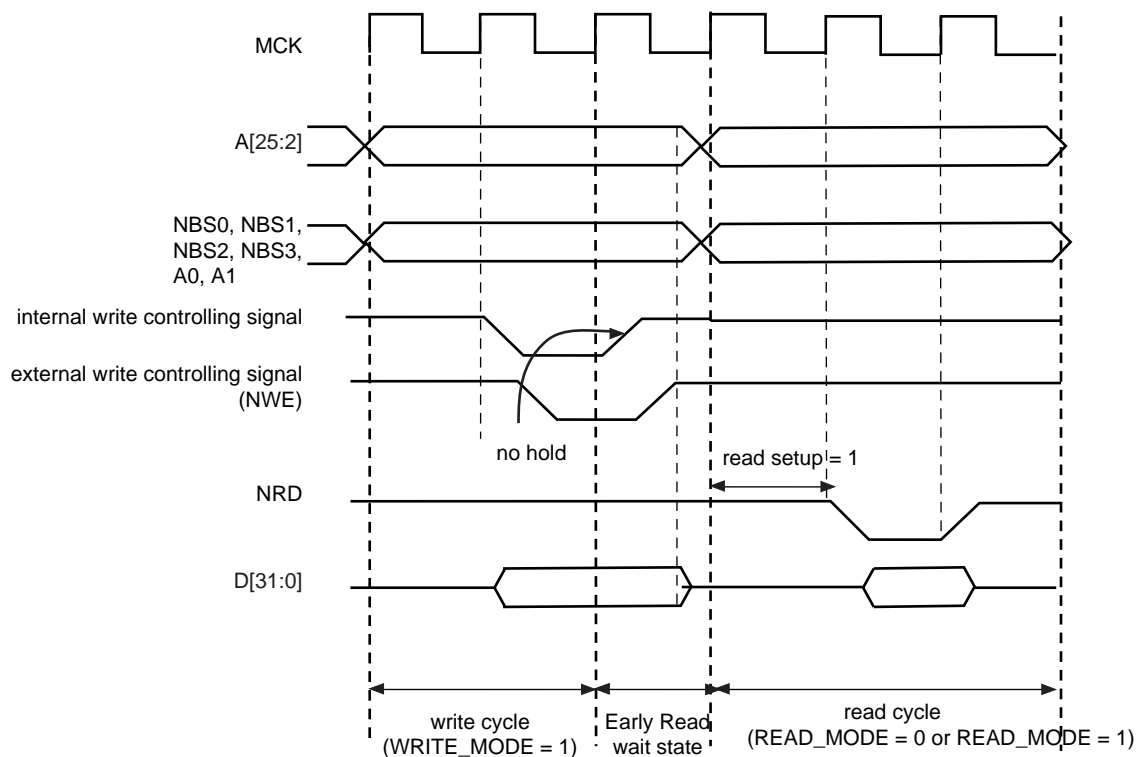 MCK
A[25:2]
NBS0, NBS1,
NBS2, NBS3,
A0, A1
internal write controlling signal
external write controlling signal
(NWE)
no hold
read setup = 1
NRD
D[31:0]
write cycle
(WRITE_MODE = 1)
Early Read
wait state
read cycle
(READ_MODE = 0 or READ_MODE = 1)